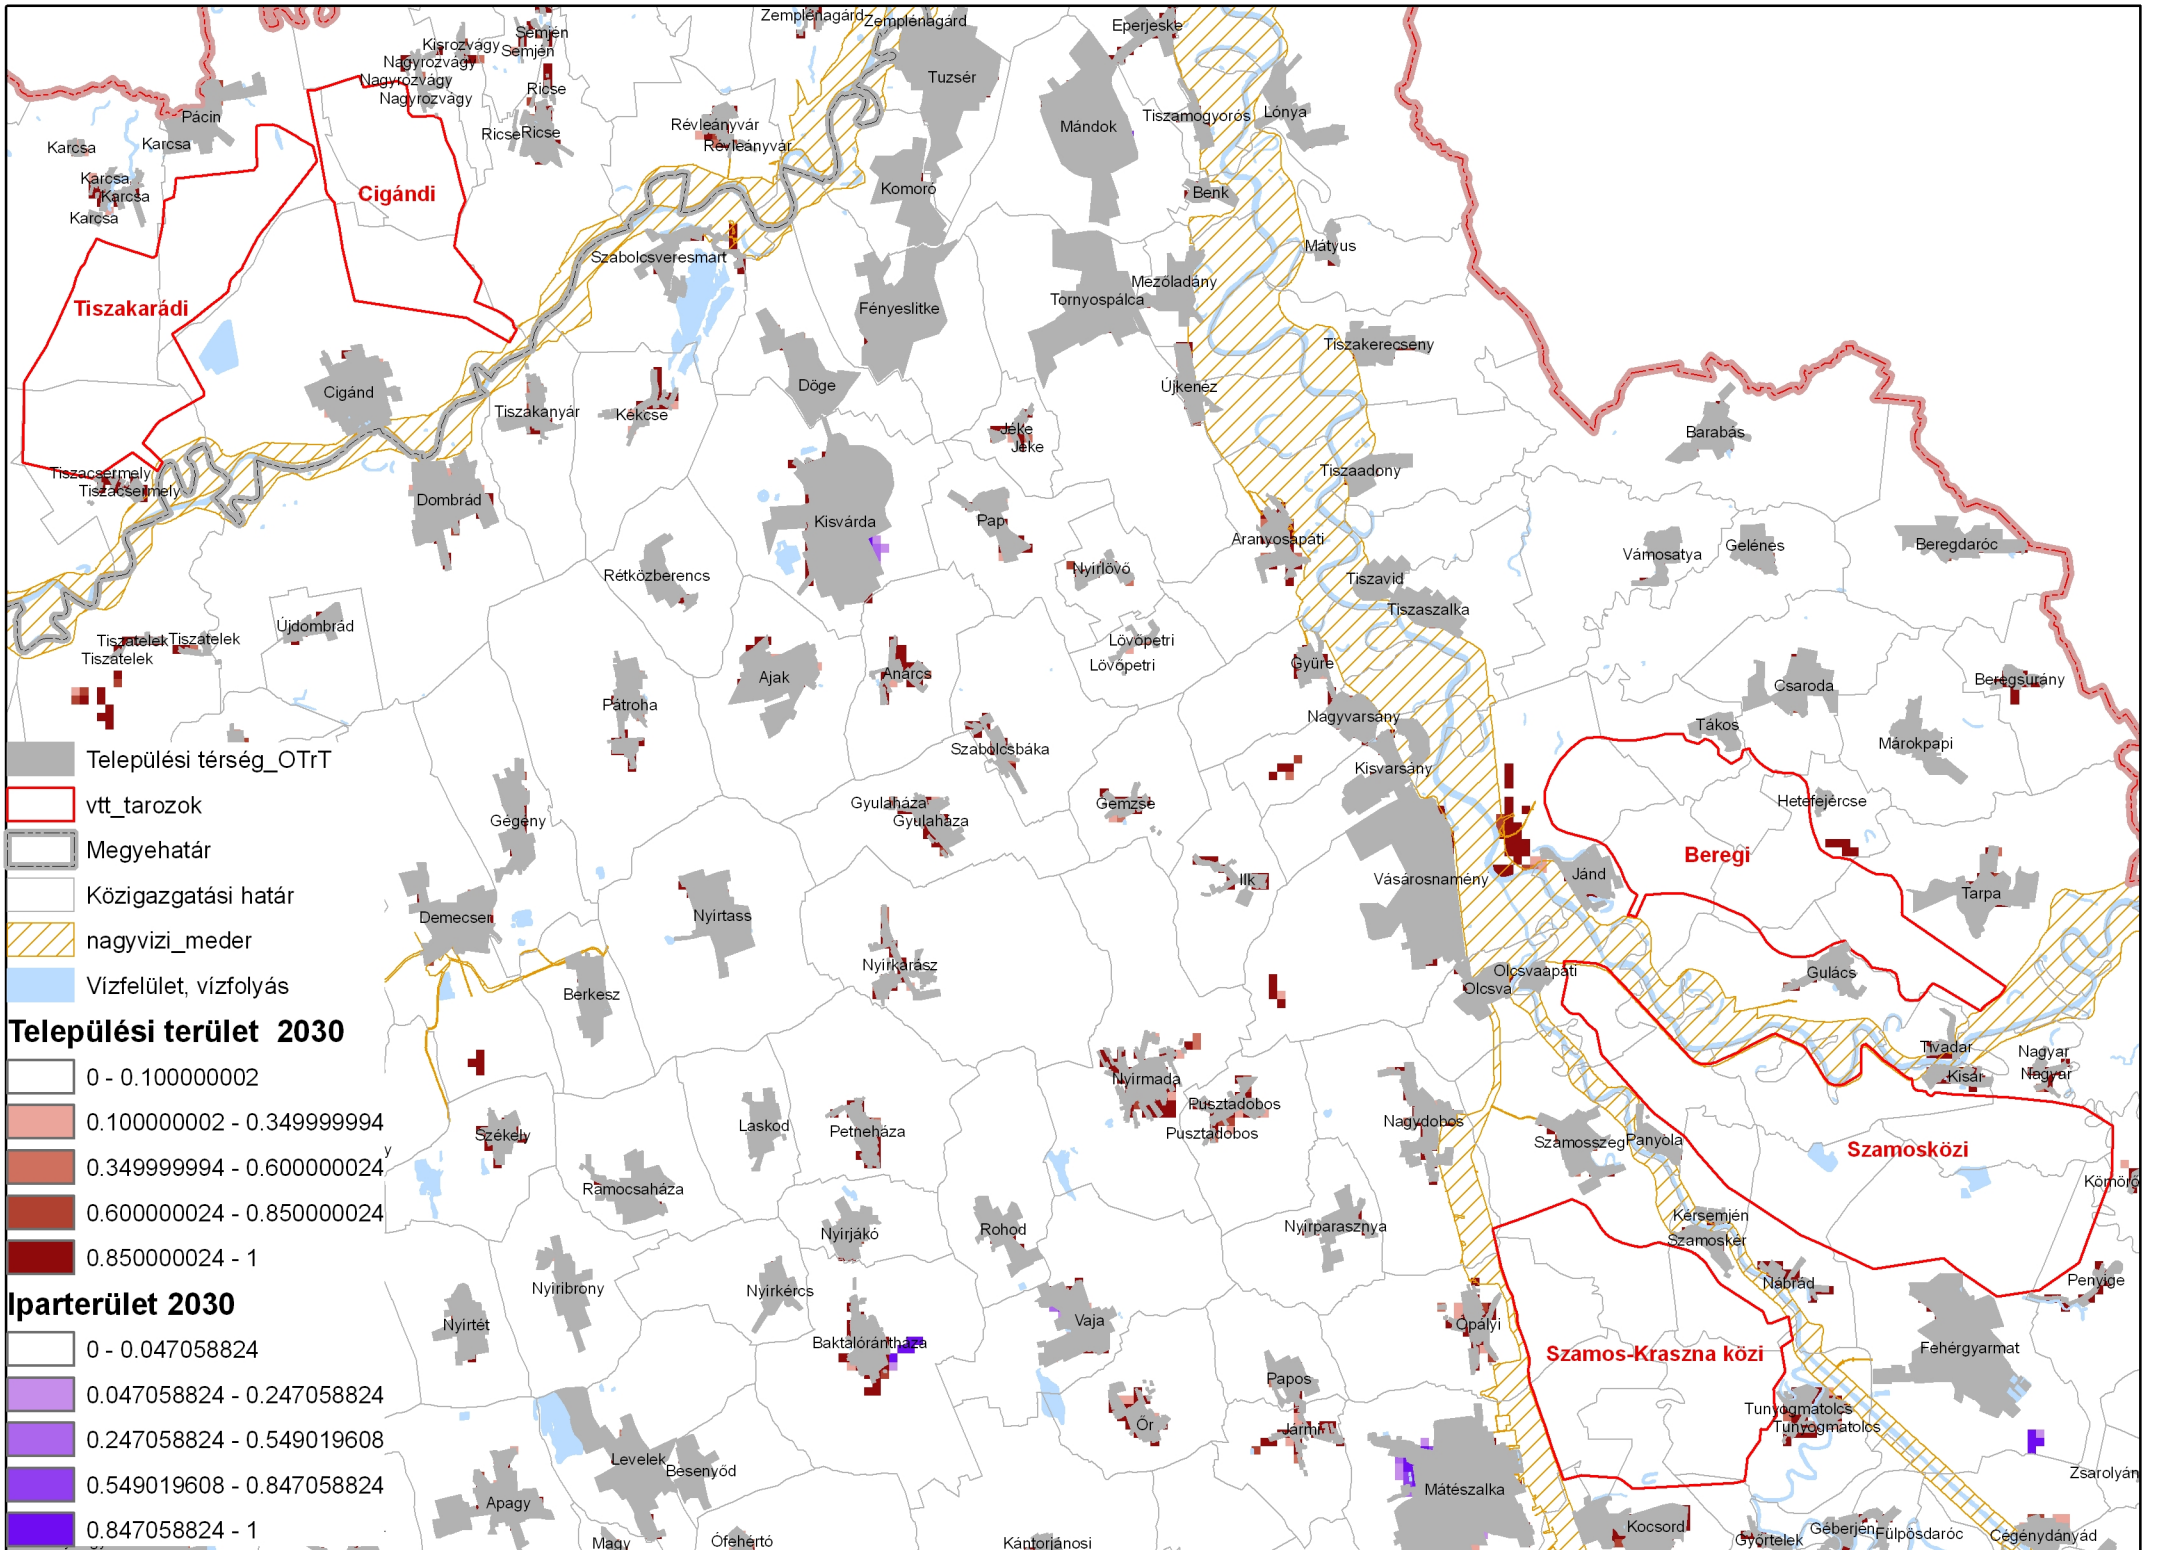 Zemplénagárd
Zemplénagárd
Eperjeske
Semjén
Semjén
Kisrozvágy
Nagyrozvágy
Nagyrozvágy
Nagyrozvágy
Ricse
Tuzsér
Pácin
Karcsa
Karcsa
Ricse
Ricse
Révleányvár
Révleányvár
Mándok
Tiszamogyorós
Lónya
Karcsa
Karcsa
Karcsa
Cigándi
Komoró
Benk
Szabolcsveresmart
Mátyus
Tiszakarádi
Fényeslitke
Tornyospálca
Mezőladány
Tiszakerecseny
Cigánd
Tiszakanyár
Kékcse
Döge
Újkenéz
Jéke
Jéke
Barabás
Tiszacsermely
Tiszacsermely
Dombrád
Kisvárda
Pap
Tiszaadony
Aranyosapáti
Vámosatya
Gelénes
Beregdaróc
Rétközberencs
Nyírlövő
Tiszavid
Tiszaszalka
Újdombrád
Tiszatelek
Tiszatelek
Tiszatelek
Lövőpetri
Lövőpetri
Gyüre
Ajak
Anarcs
Csaroda
Beregsurány
Pátroha
Nagyvarsány
Tákos
Márokpapi
Szabolcsbáka
Kisvarsány
Települési térség_OTrT
vtt_tarozok
Megyehatár
Közigazgatási határ
nagyvizi_meder
Vízfelület, vízfolyás
Települési terület 2030
0 - 0.100000002
0.100000002 - 0.349999994
0.349999994 - 0.600000024
0.600000024 - 0.850000024
0.850000024 - 1
Iparterület 2030
0 - 0.047058824
0.047058824 - 0.247058824
0.247058824 - 0.549019608
0.549019608 - 0.847058824
0.847058824 - 1
Gégény
Gyulaháza
Gyulaháza
Gemzse
Hetefejércse
Beregi
Ilk
Vásárosnamény
Jánd
Tarpa
Demecser
Nyírtass
Nyírkarász
Berkesz
Olcsvaapáti
Olcsva
Gulács
Tivadar
Kisar
Nagyar
Nagyar
Nyírmada
Pusztadobos
Pusztadobos
Nagydobos
Szamosszeg
Panyola
Szamosközi
Kömörő
Székely
Laskod
Petneháza
Ramocsaháza
Nyírjákó
Rohod
Nyírparasznya
Kérsemjén
Szamoskér
Nábrád
Penyige
Nyíribrony
Nyírkércs
Nyírtét
Baktalórántháza
Vaja
Ópályi
Szamos-Kraszna közi
Fehérgyarmat
Papos
Jármi
Őr
Tunyogmatolcs
Tunyogmatolcs
Levelek
Besenyőd
Apagy
Mátészalka
Zsarolyán
Magy
Ófehértó
Kántorjánosi
Kocsord
Győrtelek
Géberjén
Fülpösdaróc
Cégénydányád